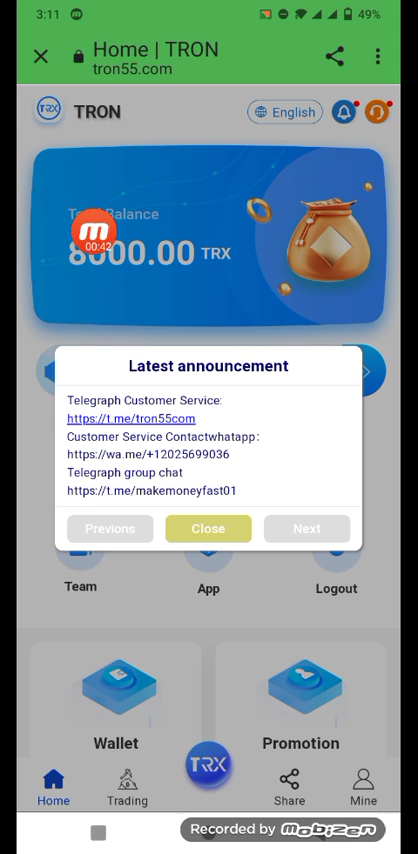 3:11
49%
Home | TRON
tron55.com
TRX
TRON
English
Balance
8000.00 TRX
00:42
Latest announcement
Telegraph Customer Service:
https://t.me/tron55com
Customer Service Contactwhatapp:
https://wa.me/+12025699036
Telegraph group chat
https://t.me/makemoneyfast01
Previons
Close
Next
Team
App
Logout
Wallet
Promotion
TRX
Home
Trading
Share
Mine
Recorded by mobizen